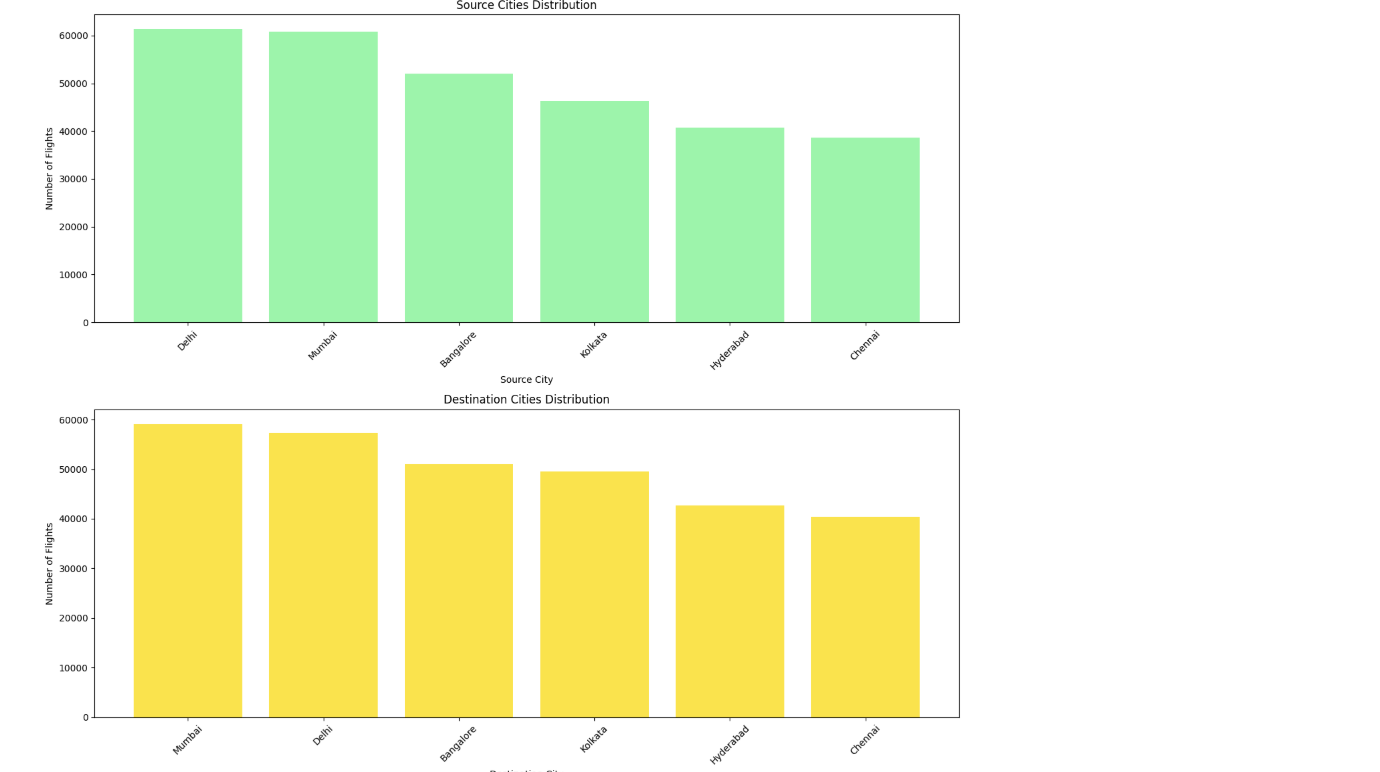 Source Cities Distribution
60000
50000
40000
30000
20000
10000
0
Number of Flights
Delhi
Mumbai
Bangalore
Kolkata
Hyderabad
Chennai
Source City
Destination Cities Distribution
60000
50000
40000
30000
20000
10000
0
Number of Flights
Mumbai
Delhi
Bangalore
Kolkata
Hyderabad
Chennai